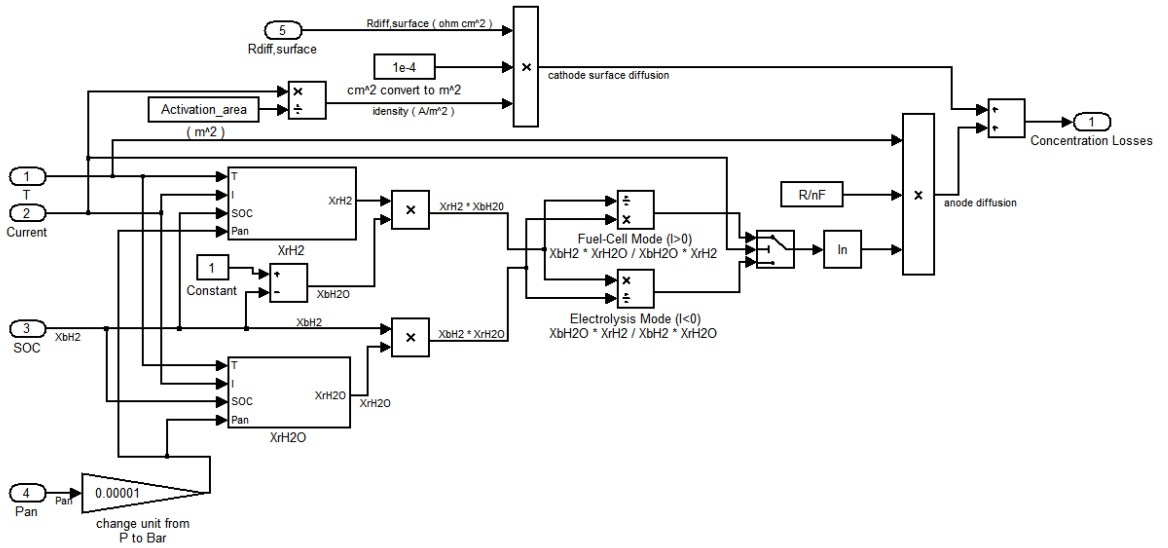 5
Rdiff,surface
Rdiff,surface ( ohm cm^2 )
1e-4
cm^2 convert to m^2
×
cathode surface diffusion
Activation_area
( m^2 )
×
÷
idensity ( A/m^2 )
+
+
1
Concentration Losses
1
T
2
Current
T
I
SOC
Pan
XrH2
XrH2
×
XrH2 * XbH20
÷
×
Fuel-Cell Mode (I>0)
XbH2 * XrH2O / XbH2O * XrH2
R/nF
×
anode diffusion
ln
1
Constant
+
−
XbH2O
×
÷
Electrolysis Mode (I<0)
XbH2O * XrH2 / XbH2 * XrH2O
3
SOC
XbH2
XbH2
×
XbH2 * XrH2O
T
I
SOC
Pan
XrH2O
XrH2O
XrH2O
4
Pan
Pan
0.00001
change unit from
P to Bar